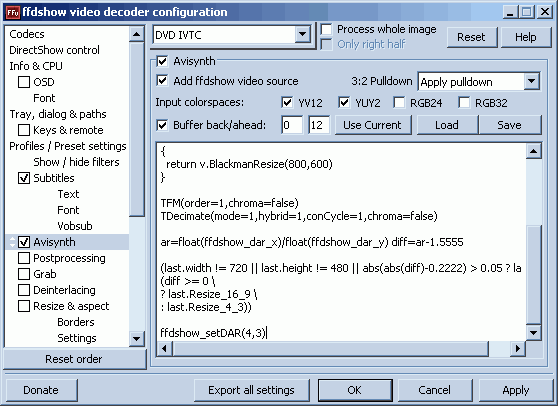 ffdshow video decoder configuration
Codecs
DirectShow control
Info & CPU
OSD
Font
Tray, dialog & paths
Keys & remote
Profiles / Preset settings
Show / hide filters
Subtitles
Text
Font
Vobsub
Avisynth
Postprocessing
Grab
Deinterlacing
Resize & aspect
Borders
Settings
Reset order
DVD IVTC
Process whole image
Only right half
Reset
Help
Avisynth
Add ffdshow video source
3:2 Pulldown
Apply pulldown
Input colorspaces:
YV12
YUY2
RGB24
RGB32
Buffer back/ahead:
0
12
Use Current
Load
Save
{
return v.BlackmanResize(800,600)
}
TFM(order=1,chroma=false)
TDecimate(mode=1,hybrid=1,conCycle=1,chroma=false)
ar=float(ffdshow_dar_x)/float(ffdshow_dar_y) diff=ar-1.5555
(last.width != 720 || last.height != 480 || abs(abs(diff)-0.2222) > 0.05 ? la
(diff >= 0 \
? last.Resize_16_9 \
: last.Resize_4_3))
ffdshow_setDAR(4,3)
Donate
Export all settings
OK
Cancel
Apply